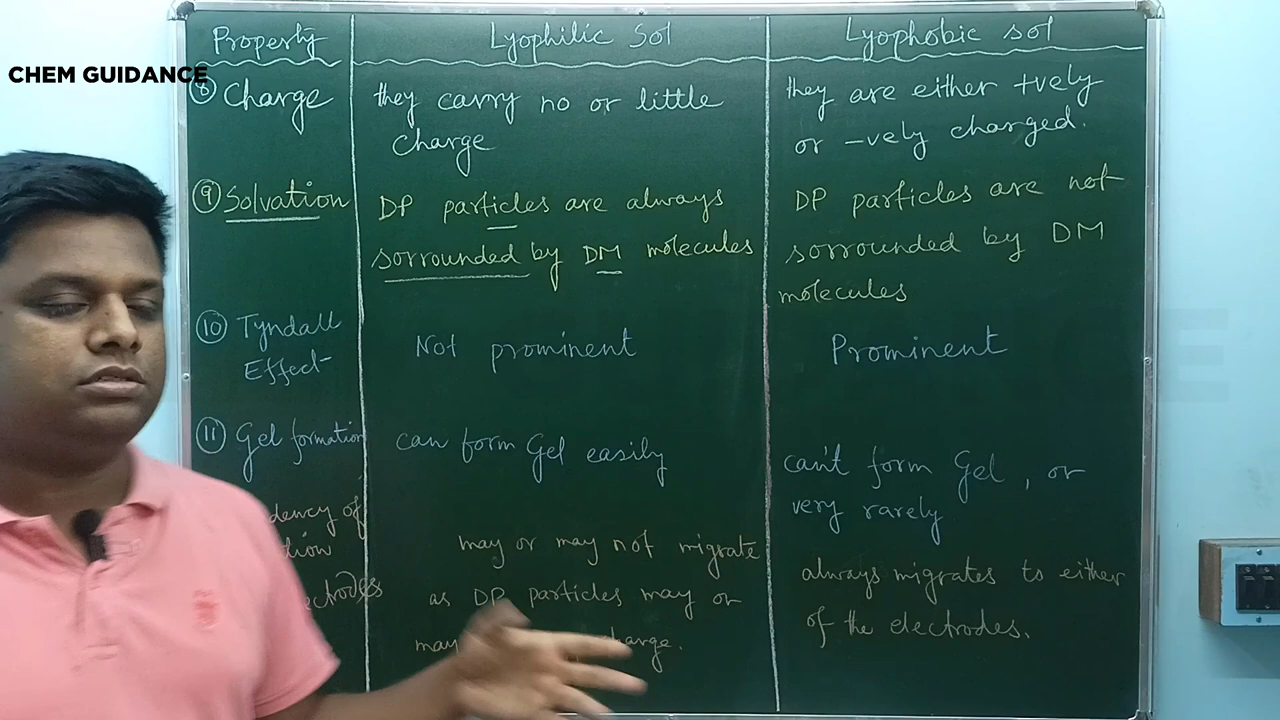 CHEM GUIDANCE
Property
Lyophilic Sol
Lyophobic sol
⑧ Charge
they carry no or little
charge
they are either +vely
or -vely charged.
⑨ Solvation
DP particles are always
sorrounded by DM molecules
DP particles are not
sorrounded by DM
molecules
⑩ Tyndall
Effect
Not prominent
Prominent
⑪ Gel formation
can form Gel easily
can't form Gel, or
very rarely
of
may or may not migrate
as DP particles may or
may charge.
always migrates to either
of the electrodes.